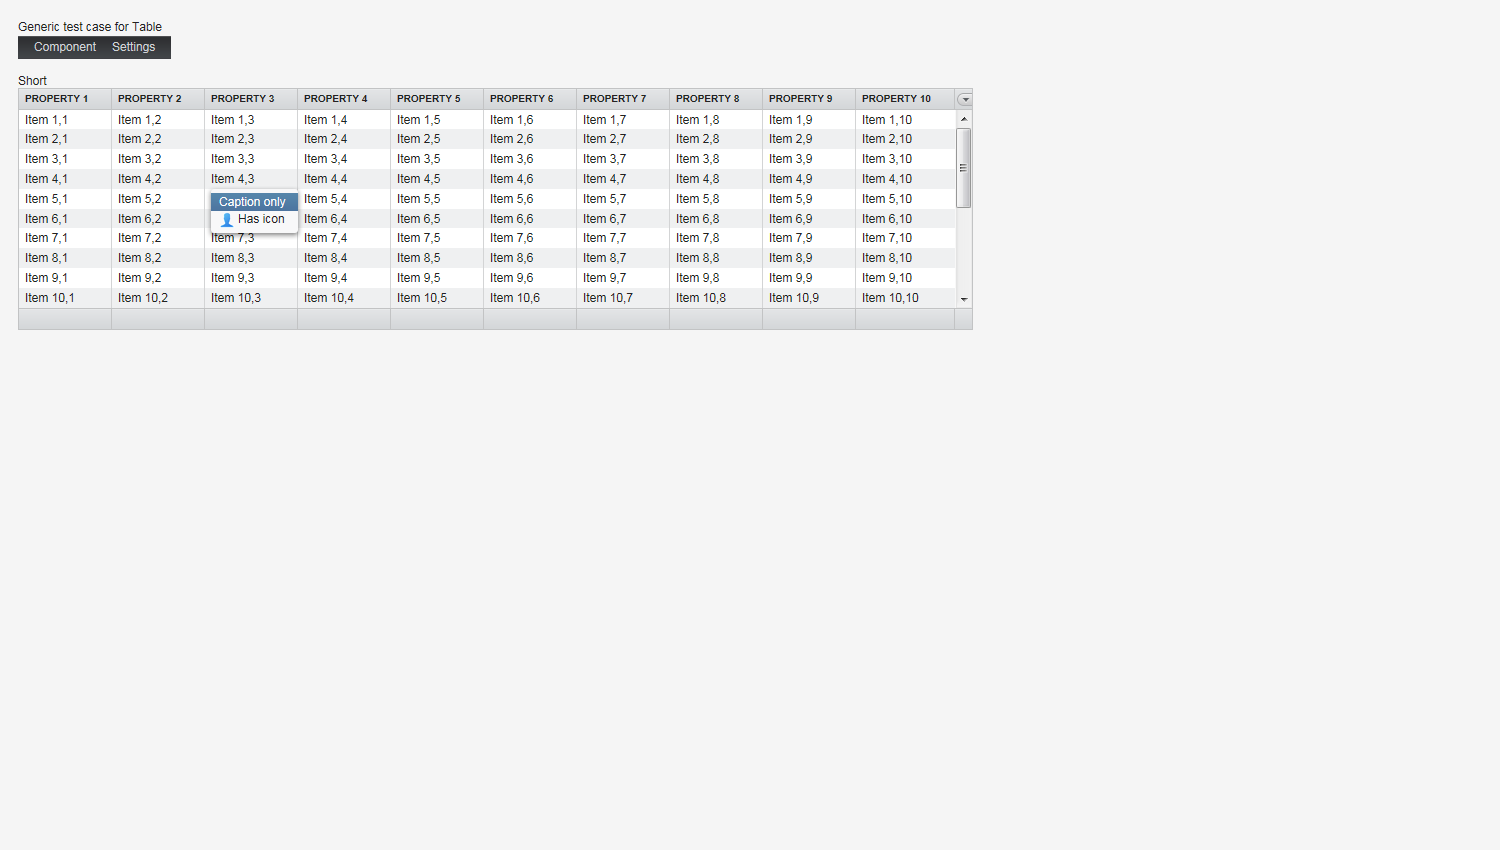 Generic test case for Table
Component Settings
Short
PROPERTY 1 PROPERTY 2 PROPERTY 3 PROPERTY 4 PROPERTY 5 PROPERTY 6 PROPERTY 7 PROPERTY 8 PROPERTY 9 PROPERTY 10
Item 1,1 Item 1,2 Item 1,3 Item 1,4 Item 1,5 Item 1,6 Item 1,7 Item 1,8 Item 1,9 Item 1,10
Item 2,1 Item 2,2 Item 2,3 Item 2,4 Item 2,5 Item 2,6 Item 2,7 Item 2,8 Item 2,9 Item 2,10
Item 3,1 Item 3,2 Item 3,3 Item 3,4 Item 3,5 Item 3,6 Item 3,7 Item 3,8 Item 3,9 Item 3,10
Item 4,1 Item 4,2 Item 4,3 Item 4,4 Item 4,5 Item 4,6 Item 4,7 Item 4,8 Item 4,9 Item 4,10
Item 5,1 Item 5,2 Caption only Item 5,4 Item 5,5 Item 5,6 Item 5,7 Item 5,8 Item 5,9 Item 5,10
Item 6,1 Item 6,2 Has icon Item 6,4 Item 6,5 Item 6,6 Item 6,7 Item 6,8 Item 6,9 Item 6,10
Item 7,1 Item 7,2 Item 7,3 Item 7,4 Item 7,5 Item 7,6 Item 7,7 Item 7,8 Item 7,9 Item 7,10
Item 8,1 Item 8,2 Item 8,3 Item 8,4 Item 8,5 Item 8,6 Item 8,7 Item 8,8 Item 8,9 Item 8,10
Item 9,1 Item 9,2 Item 9,3 Item 9,4 Item 9,5 Item 9,6 Item 9,7 Item 9,8 Item 9,9 Item 9,10
Item 10,1 Item 10,2 Item 10,3 Item 10,4 Item 10,5 Item 10,6 Item 10,7 Item 10,8 Item 10,9 Item 10,10